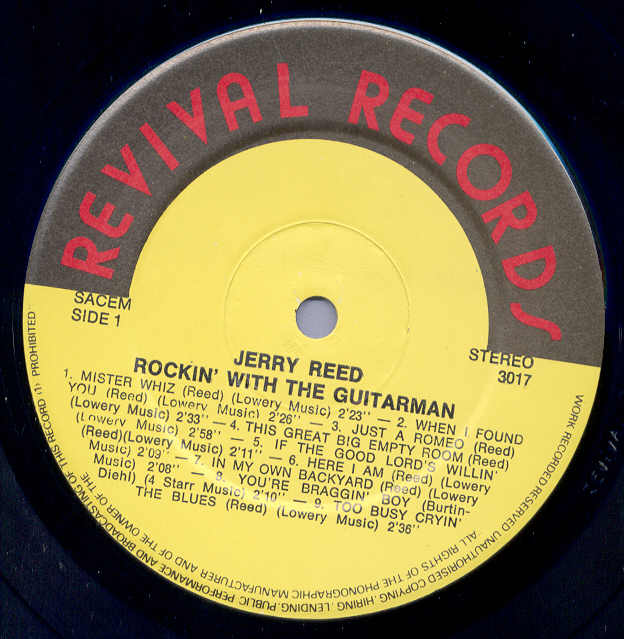 REVIVAL RECORDS
SACEM
SIDE 1
STEREO
3017
JERRY REED
ROCKIN' WITH THE GUITARMAN
1. MISTER WHIZ (Reed) (Lowery Music) 2'23'' — 2. WHEN I FOUND
YOU (Reed) (Lowery Music) 2'26'' — 3. JUST A ROMEO (Reed)
(Lowery Music) 2'33'' — 4. THIS GREAT BIG EMPTY ROOM (Reed)
(Lowery Music) 2'58'' — 5. IF THE GOOD LORD'S WILLIN'
(Reed)(Lowery Music) 2'11'' — 6. HERE I AM (Reed) (Lowery
Music) 2'03'' — 7. IN MY OWN BACKYARD (Reed) (Lowery
Music) 2'08'' — 8. YOU'RE BRAGGIN' BOY (Burtin-
Diehl) (4 Starr Music) 2'10'' — 9. TOO BUSY CRYIN'
THE BLUES (Reed) (Lowery Music) 2'36''
ALL RIGHTS OF THE PHONOGRAPHIC MANUFACTURER AND OF THE OWNER OF THE
WORK RECORDED RESERVED UNAUTHORISED COPYING, HIRING, LENDING, PUBLIC PERFORMANCE AND BROADCASTING OF THIS RECORD (1) PROHIBITED